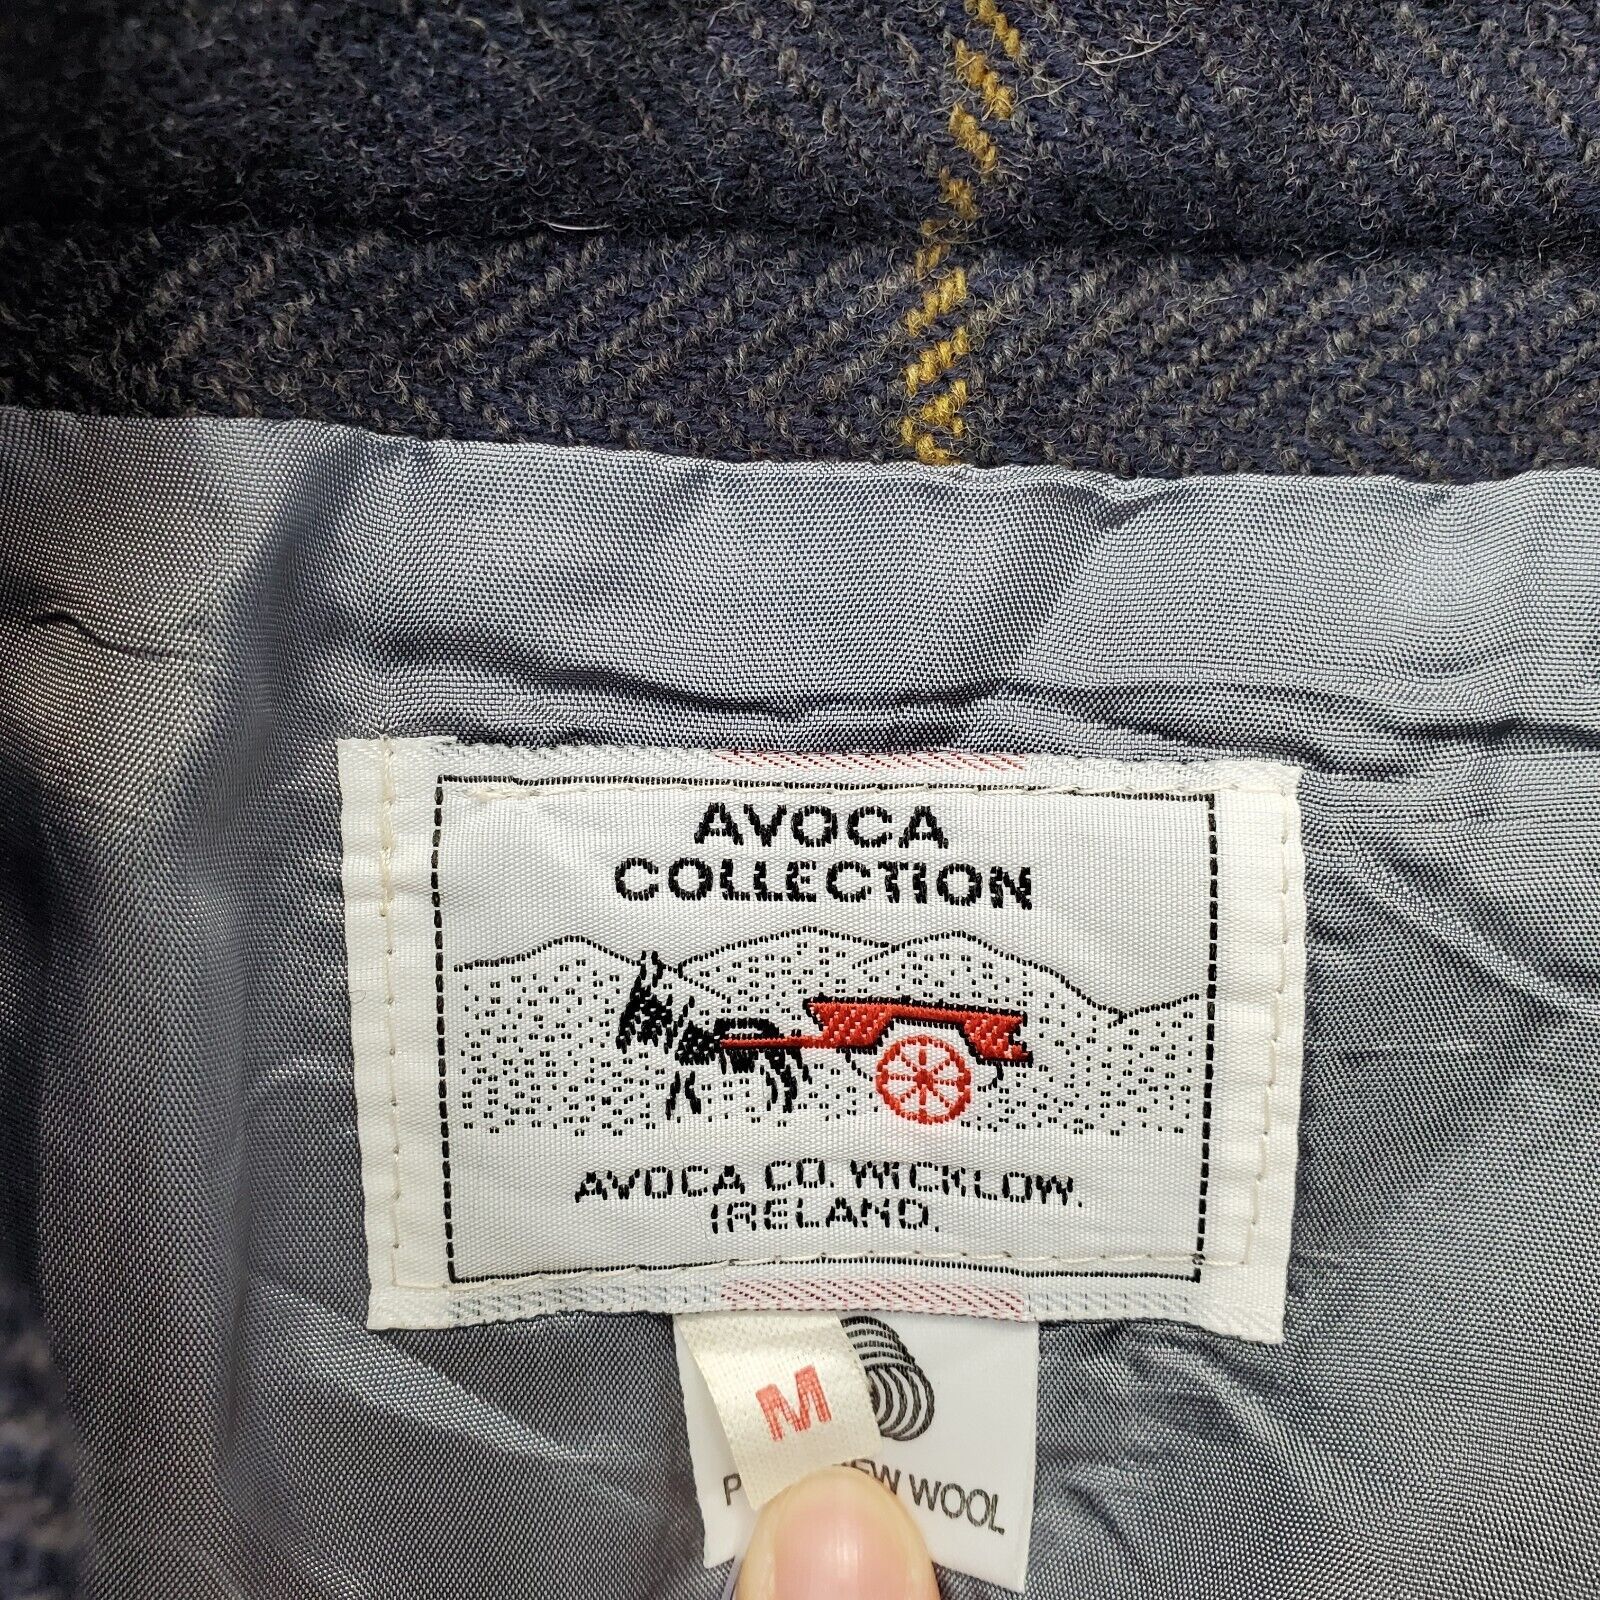 AVOCA
COLLECTION
AVOCA CO. WICKLOW.
IRELAND.
M
WOOL